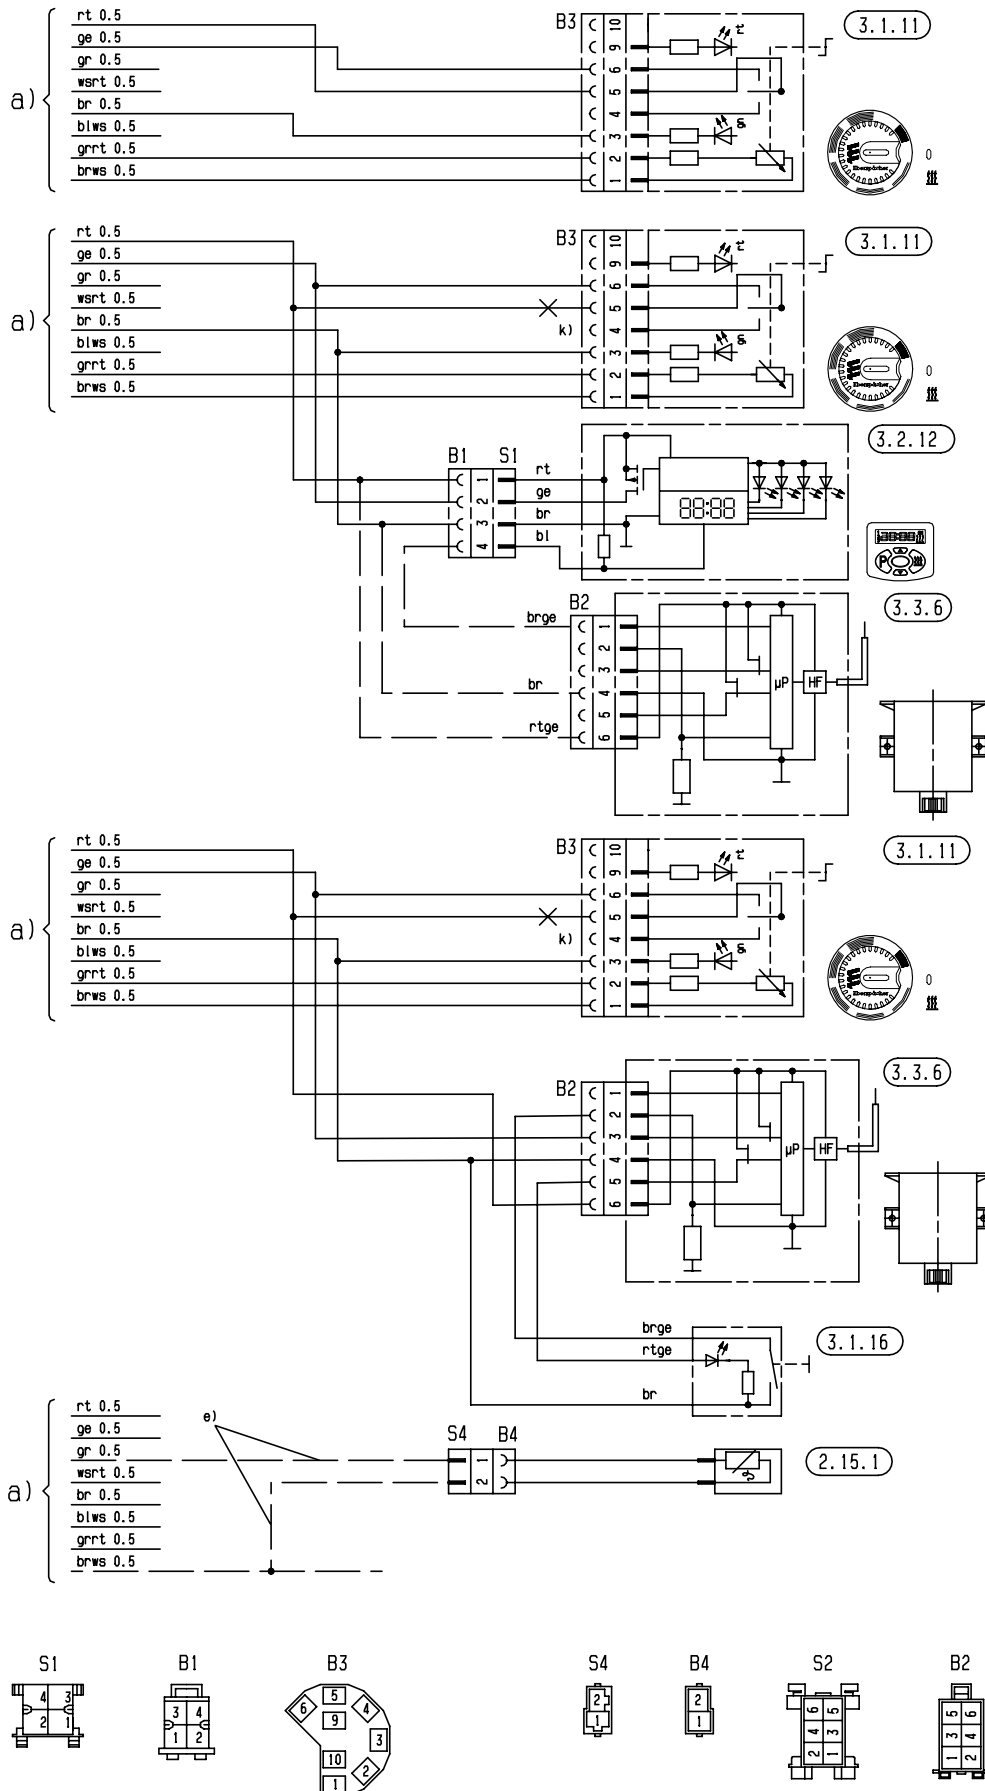 rt 0.5
ge 0.5
gr 0.5
wsrt 0.5
br 0.5
blws 0.5
grrt 0.5
brws 0.5
a)
B3
10
9
6
5
4
3
2
1
rt
gr
3.1.11
Eberspächer
0
rt 0.5
ge 0.5
gr 0.5
wsrt 0.5
br 0.5
blws 0.5
grrt 0.5
brws 0.5
a)
B3
k)
10
9
6
5
4
3
2
1
rt
gr
3.1.11
Eberspächer
0
B1 S1
1
2
3
4
rt
ge
br
bl
88:88
3.2.12
P
brge
br
rtge
B2
1
2
3
4
5
6
µP
HF
3.3.6
rt 0.5
ge 0.5
gr 0.5
wsrt 0.5
br 0.5
blws 0.5
grrt 0.5
brws 0.5
a)
B3
k)
10
9
6
5
4
3
2
1
rt
gr
3.1.11
Eberspächer
0
B2
1
2
3
4
5
6
µP
HF
3.3.6
brge
rtge
br
3.1.16
rt 0.5
ge 0.5
gr 0.5
wsrt 0.5
br 0.5
blws 0.5
grrt 0.5
brws 0.5
a)
e)
S4 B4
1
2
ϑ
2.15.1
S1
4 3
2 1
B1
3 4
1 2
B3
6 5 4
9 3
10 2
1
S4
2
1
B4
2
1
S2
6 5
4 3
2 1
B2
5 6
3 4
1 2